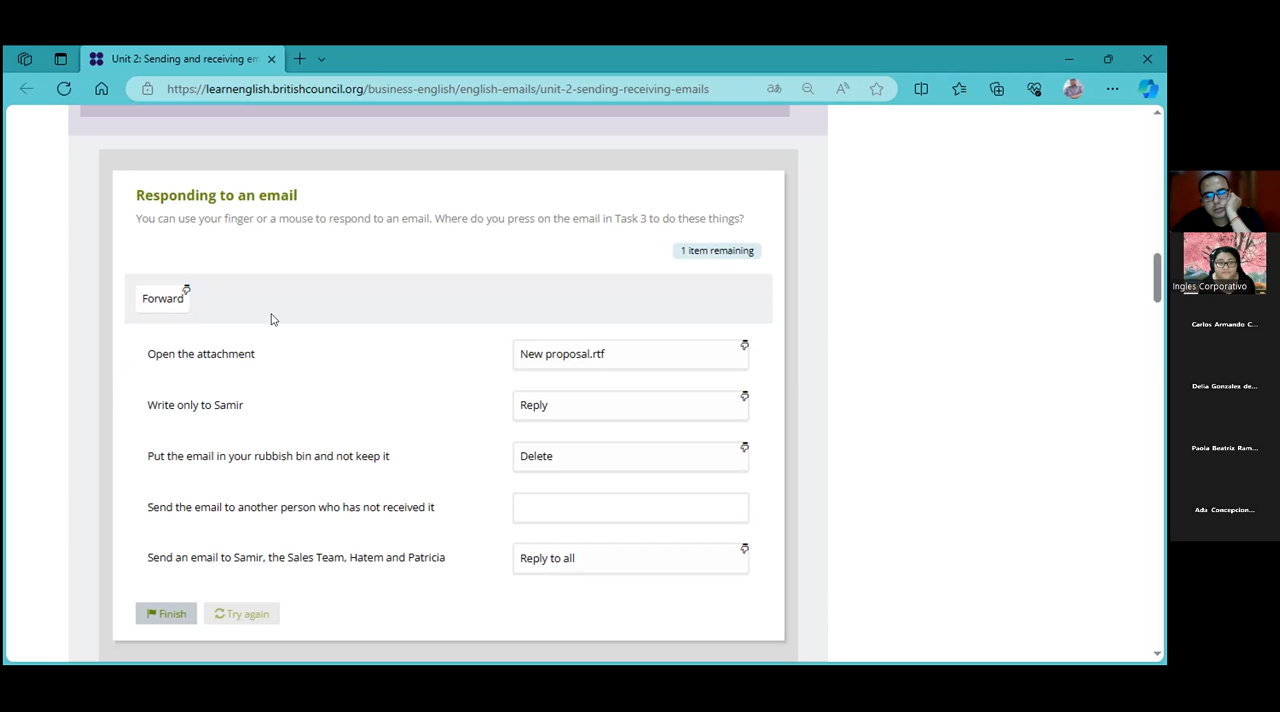 Unit 2: Sending and receiving em
https://learnenglish.britishcouncil.org/business-english/english-emails/unit-2-sending-receiving-emails
Responding to an email
You can use your finger or a mouse to respond to an email. Where do you press on the email in Task 3 to do these things?
1 item remaining
Forward
Open the attachment
New proposal.rtf
Write only to Samir
Reply
Put the email in your rubbish bin and not keep it
Delete
Send the email to another person who has not received it
Send an email to Samir, the Sales Team, Hatem and Patricia
Reply to all
Finish
Try again
Ingles Corporativo
Carlos Armando C...
Delia Gonzalez de...
Paola Beatriz Ram...
Ada Concepcion...